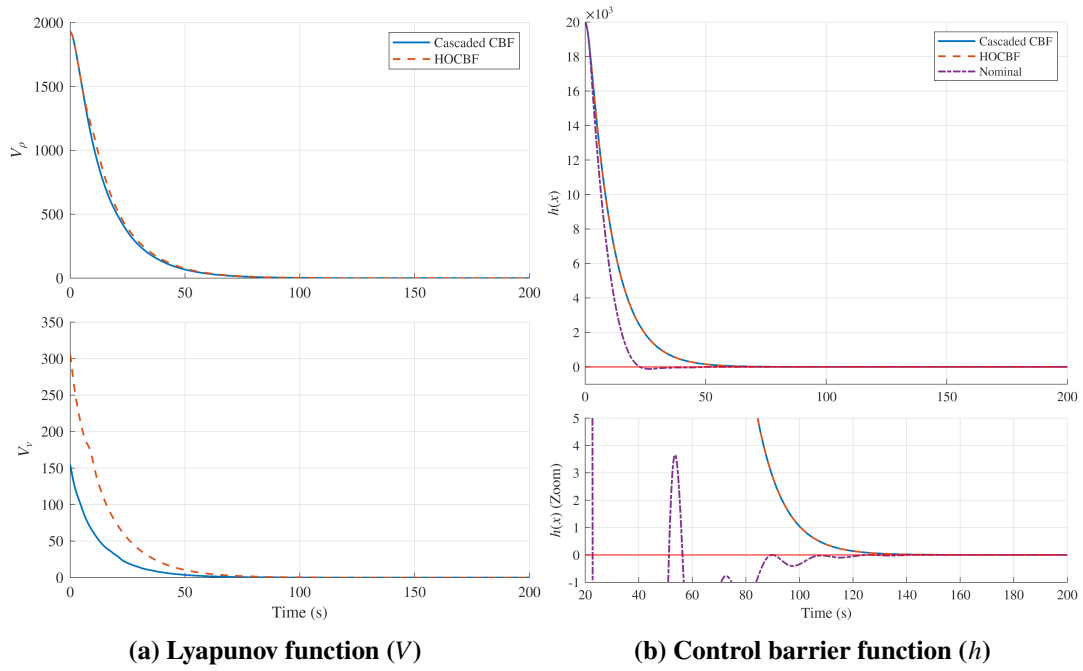 2000
1500
1000
500
0
V_ρ
Cascaded CBF
HOCBF
0 50 100 150 200
350
300
250
200
150
100
50
0
V_v
0 50 100 150 200
Time (s)
(a) Lyapunov function (V)
×10³
20
18
16
14
12
10
8
6
4
2
0
h(x)
Cascaded CBF
HOCBF
Nominal
0 50 100 150 200
5
4
3
2
1
0
-1
h(x) (Zoom)
20 40 60 80 100 120 140 160 180 200
Time (s)
(b) Control barrier function (h)